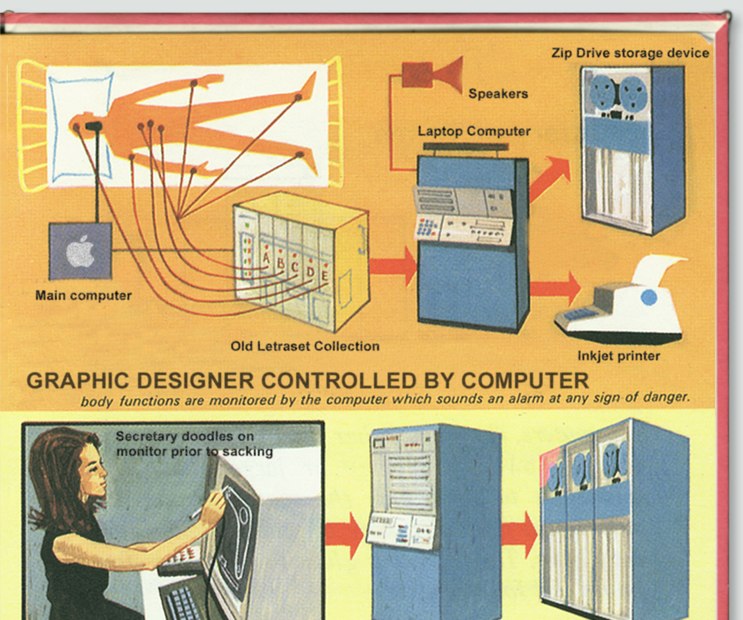 Zip Drive storage device
Speakers
Laptop Computer
A B C D E
Main computer
Old Letraset Collection
Inkjet printer
GRAPHIC DESIGNER CONTROLLED BY COMPUTER
body functions are monitored by the computer which sounds an alarm at any sign of danger.
Secretary doodles on
monitor prior to sacking